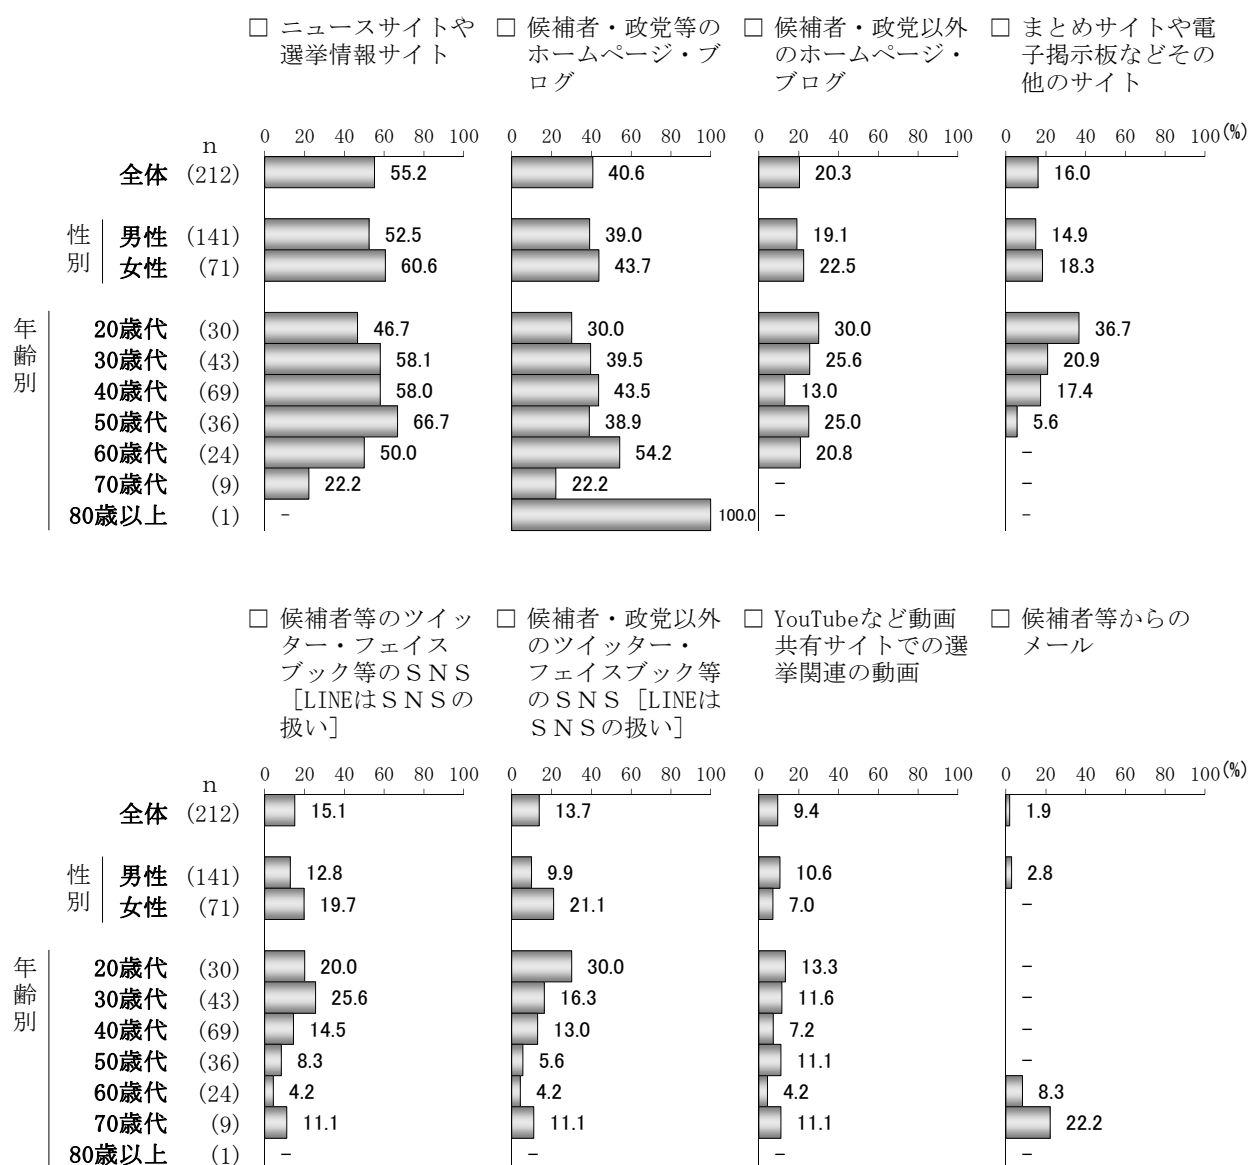 □ ニュースサイトや □ 候補者・政党等の □ 候補者・政党以外 □ まとめサイトや電
選挙情報サイト ホームページ・ブ のホームページ・ 子掲示板などその
ログ ブログ 他のサイト
0 20 40 60 80 100 0 20 40 60 80 100 0 20 40 60 80 100 0 20 40 60 80 100 (%)
n
全体 (212) 55.2 40.6 20.3 16.0
性別
男性 (141) 52.5 39.0 19.1 14.9
女性 (71) 60.6 43.7 22.5 18.3
年齢別
20歳代 (30) 46.7 30.0 30.0 36.7
30歳代 (43) 58.1 39.5 25.6 20.9
40歳代 (69) 58.0 43.5 13.0 17.4
50歳代 (36) 66.7 38.9 25.0 5.6
60歳代 (24) 50.0 54.2 20.8 −
70歳代 (9) 22.2 22.2 − −
80歳以上 (1) − 100.0 − −
□ 候補者等のツイッ □ 候補者・政党以外 □ YouTubeなど動画 □ 候補者等からの
ター・フェイス のツイッター・ 共有サイトでの選 メール
ブック等のＳＮＳ フェイスブック等 挙関連の動画
［LINEはＳＮＳの のＳＮＳ［LINEは
扱い］ ＳＮＳの扱い］
0 20 40 60 80 100 0 20 40 60 80 100 0 20 40 60 80 100 0 20 40 60 80 100 (%)
n
全体 (212) 15.1 13.7 9.4 1.9
性別
男性 (141) 12.8 9.9 10.6 2.8
女性 (71) 19.7 21.1 7.0 −
年齢別
20歳代 (30) 20.0 30.0 13.3 −
30歳代 (43) 25.6 16.3 11.6 −
40歳代 (69) 14.5 13.0 7.2 −
50歳代 (36) 8.3 5.6 11.1 −
60歳代 (24) 4.2 4.2 4.2 8.3
70歳代 (9) 11.1 11.1 11.1 22.2
80歳以上 (1) − − − −